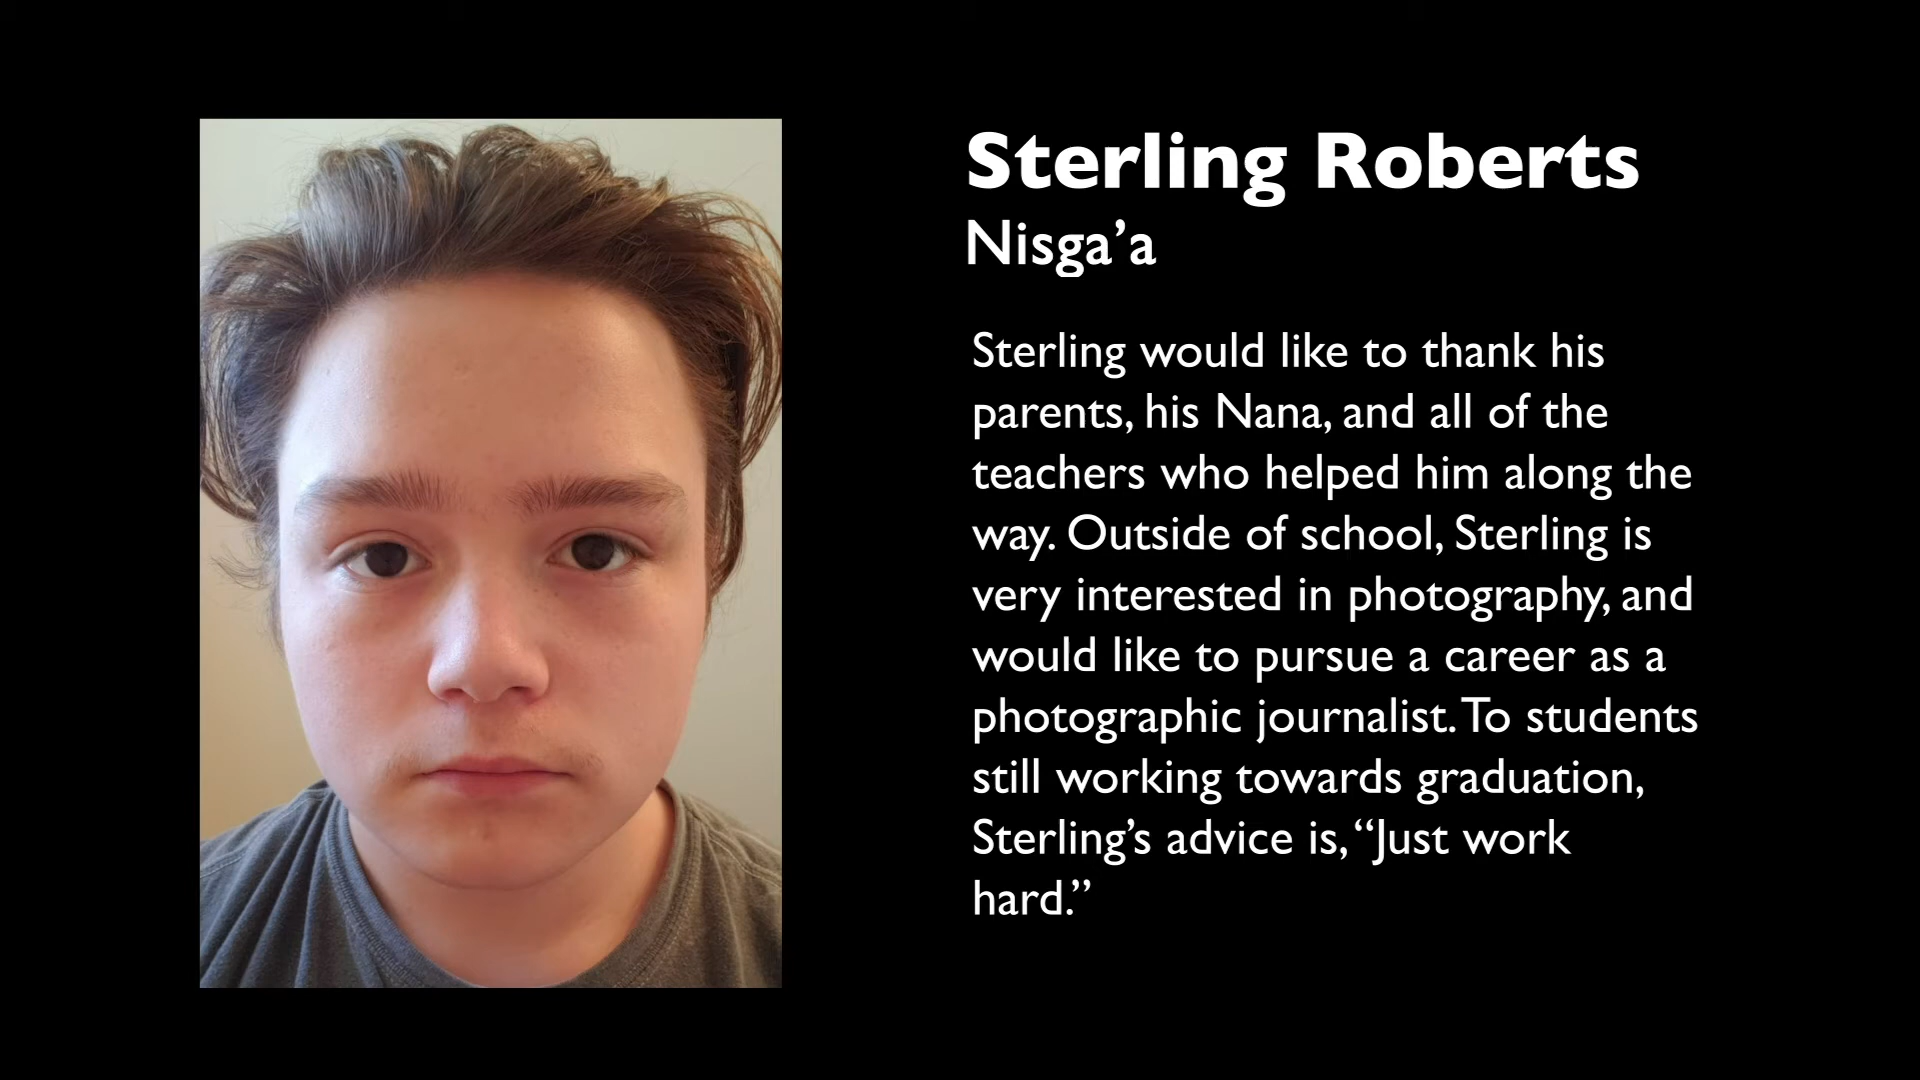 Sterling Roberts
Nisga’a
Sterling would like to thank his
parents, his Nana, and all of the
teachers who helped him along the
way. Outside of school, Sterling is
very interested in photography, and
would like to pursue a career as a
photographic journalist. To students
still working towards graduation,
Sterling’s advice is, “Just work
hard.”